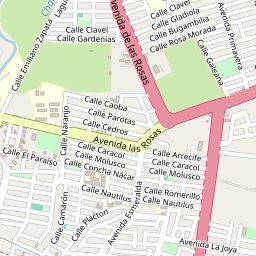 Calle Clavel
Calle Gardenias
Avenida de las Rosas
Calle Clavel
Calle Gladiola
Calle Bugambilia
Calle Rosa Morada
Avenida Primavera
Calle Galeana
Calle Emiliano Zapata
Lagu
Calle Naranjo
Calle Caoba
Calle Parotas
Calle Cedros
Avenida las Rosas
Calle El Paraíso
Calle Caracol
Calle Molusco
Calle Concha Nácar
Calle Nautilus
Calle Camarón
Calle Plácton
Avenida Esmeralda
Calle Arrecife
Calle Caracol
Calle Molusco
Calle Romerillo
Calle Nautilus
Avenida La Joya